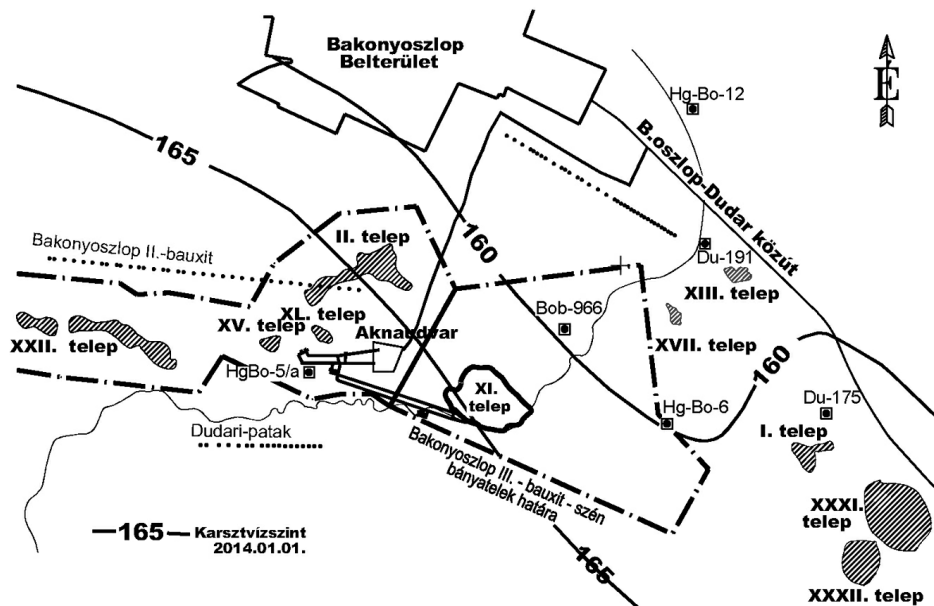 Bakonyoszlop
Belterület
Hg-Bo-12
É
165
B.oszlop-Dudar közút
II. telep
160
Bakonyoszlop II.-bauxit
Du-191
XIII. telep
Bob-966
XV. telep
XL. telep
Aknaudvar
XVII. telep
XXII. telep
160
HgBo-5/a
XI.
telep
Hg-Bo-6
Du-175
I. telep
Dudari-patak
Bakonyoszlop III. - bauxit - szén
bányatelek határa
XXXI.
telep
165 Karsztvízszint
2014.01.01.
165
XXXII. telep